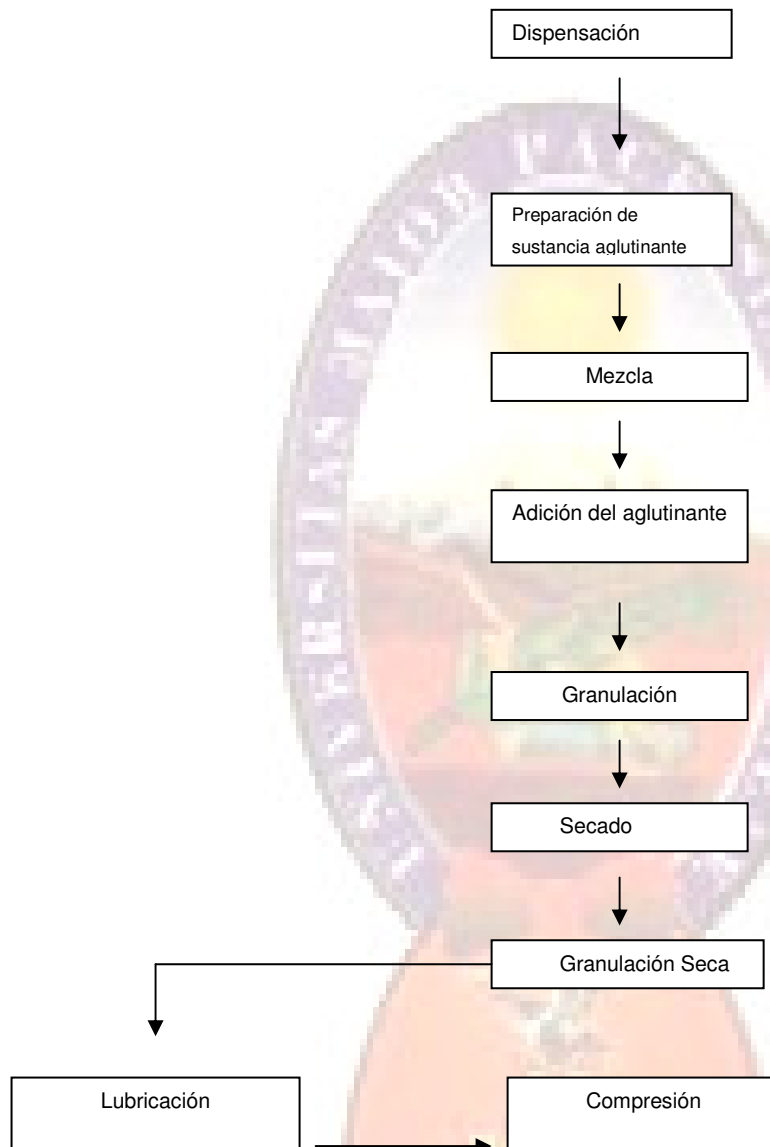 Dispensación
Preparación de
sustancia aglutinante
Mezcla
Adición del aglutinante
Granulación
Secado
Granulación Seca
Lubricación
Compresión